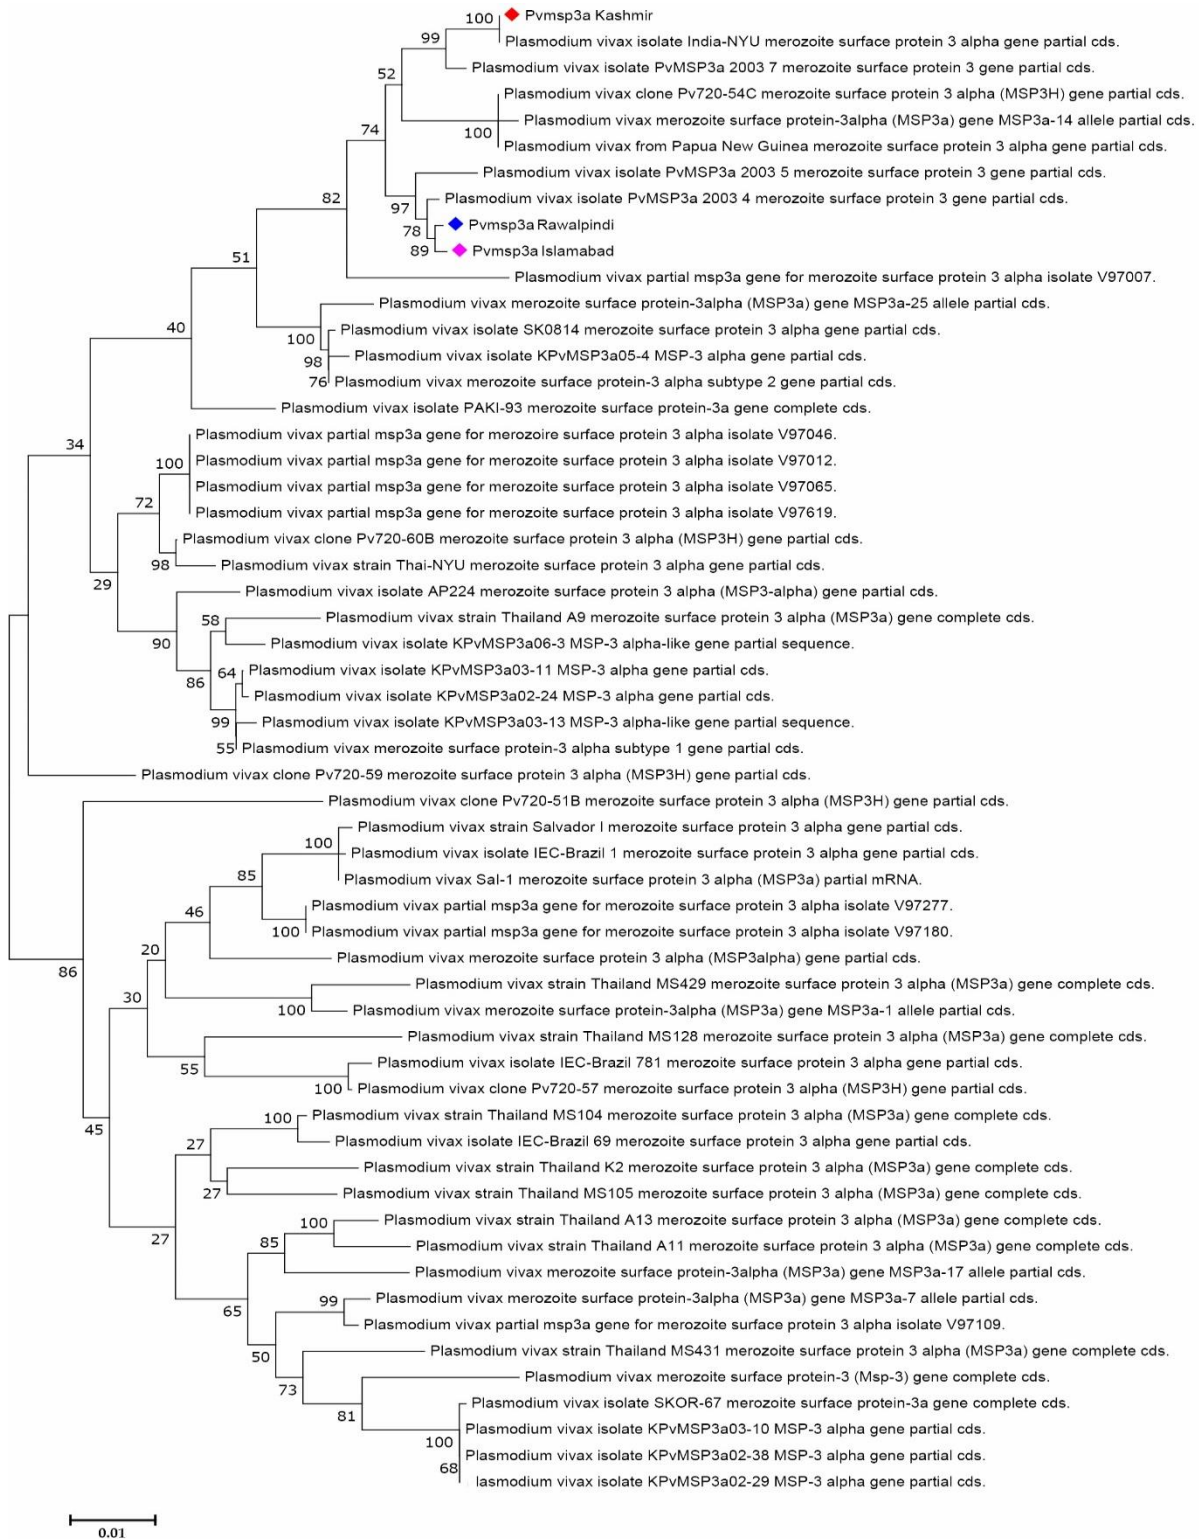 100
Pvmsp3a Kashmir
99
Plasmodium vivax isolate India-NYU merozoite surface protein 3 alpha gene partial cds.
52
Plasmodium vivax isolate PvMSP3a 2003 7 merozoite surface protein 3 gene partial cds.
Plasmodium vivax clone Pv720-54C merozoite surface protein 3 alpha (MSP3H) gene partial cds.
74
100
Plasmodium vivax merozoite surface protein-3alpha (MSP3a) gene MSP3a-14 allele partial cds.
Plasmodium vivax from Papua New Guinea merozoite surface protein 3 alpha gene partial cds.
Plasmodium vivax isolate PvMSP3a 2003 5 merozoite surface protein 3 gene partial cds.
82
97
Plasmodium vivax isolate PvMSP3a 2003 4 merozoite surface protein 3 gene partial cds.
78
Pvmsp3a Rawalpindi
89
Pvmsp3a Islamabad
51
Plasmodium vivax partial msp3a gene for merozoite surface protein 3 alpha isolate V97007.
Plasmodium vivax merozoite surface protein-3alpha (MSP3a) gene MSP3a-25 allele partial cds.
40
100
Plasmodium vivax isolate SK0814 merozoite surface protein 3 alpha gene partial cds.
98
Plasmodium vivax isolate KPvMSP3a05-4 MSP-3 alpha gene partial cds.
76
Plasmodium vivax merozoite surface protein-3 alpha subtype 2 gene partial cds.
Plasmodium vivax isolate PAKI-93 merozoite surface protein-3a gene complete cds.
34
Plasmodium vivax partial msp3a gene for merozoire surface protein 3 alpha isolate V97046.
100
Plasmodium vivax partial msp3a gene for merozoite surface protein 3 alpha isolate V97012.
Plasmodium vivax partial msp3a gene for merozoite surface protein 3 alpha isolate V97065.
72
Plasmodium vivax partial msp3a gene for merozoite surface protein 3 alpha isolate V97619.
Plasmodium vivax clone Pv720-60B merozoite surface protein 3 alpha (MSP3H) gene partial cds.
98
Plasmodium vivax strain Thai-NYU merozoite surface protein 3 alpha gene partial cds.
29
Plasmodium vivax isolate AP224 merozoite surface protein 3 alpha (MSP3-alpha) gene partial cds.
58
Plasmodium vivax strain Thailand A9 merozoite surface protein 3 alpha (MSP3a) gene complete cds.
90
Plasmodium vivax isolate KPvMSP3a06-3 MSP-3 alpha-like gene partial sequence.
64
Plasmodium vivax isolate KPvMSP3a03-11 MSP-3 alpha gene partial cds.
86
Plasmodium vivax isolate KPvMSP3a02-24 MSP-3 alpha gene partial cds.
99
Plasmodium vivax isolate KPvMSP3a03-13 MSP-3 alpha-like gene partial sequence.
55
Plasmodium vivax merozoite surface protein-3 alpha subtype 1 gene partial cds.
Plasmodium vivax clone Pv720-59 merozoite surface protein 3 alpha (MSP3H) gene partial cds.
Plasmodium vivax clone Pv720-51B merozoite surface protein 3 alpha (MSP3H) gene partial cds.
Plasmodium vivax strain Salvador I merozoite surface protein 3 alpha gene partial cds.
100
Plasmodium vivax isolate IEC-Brazil 1 merozoite surface protein 3 alpha gene partial cds.
85
Plasmodium vivax Sal-1 merozoite surface protein 3 alpha (MSP3a) partial mRNA.
46
Plasmodium vivax partial msp3a gene for merozoite surface protein 3 alpha isolate V97277.
100
Plasmodium vivax partial msp3a gene for merozoite surface protein 3 alpha isolate V97180.
20
Plasmodium vivax merozoite surface protein 3 alpha (MSP3alpha) gene partial cds.
86
Plasmodium vivax strain Thailand MS429 merozoite surface protein 3 alpha (MSP3a) gene complete cds.
30
100
Plasmodium vivax merozoite surface protein-3alpha (MSP3a) gene MSP3a-1 allele partial cds.
Plasmodium vivax strain Thailand MS128 merozoite surface protein 3 alpha (MSP3a) gene complete cds.
55
Plasmodium vivax isolate IEC-Brazil 781 merozoite surface protein 3 alpha gene partial cds.
100
Plasmodium vivax clone Pv720-57 merozoite surface protein 3 alpha (MSP3H) gene partial cds.
45
100
Plasmodium vivax strain Thailand MS104 merozoite surface protein 3 alpha (MSP3a) gene complete cds.
27
Plasmodium vivax isolate IEC-Brazil 69 merozoite surface protein 3 alpha gene partial cds.
Plasmodium vivax strain Thailand K2 merozoite surface protein 3 alpha (MSP3a) gene complete cds.
27
Plasmodium vivax strain Thailand MS105 merozoite surface protein 3 alpha (MSP3a) gene complete cds.
27
100
Plasmodium vivax strain Thailand A13 merozoite surface protein 3 alpha (MSP3a) gene complete cds.
85
Plasmodium vivax strain Thailand A11 merozoite surface protein 3 alpha (MSP3a) gene complete cds.
Plasmodium vivax merozoite surface protein-3alpha (MSP3a) gene MSP3a-17 allele partial cds.
65
99
Plasmodium vivax merozoite surface protein-3alpha (MSP3a) gene MSP3a-7 allele partial cds.
Plasmodium vivax partial msp3a gene for merozoite surface protein 3 alpha isolate V97109.
50
Plasmodium vivax strain Thailand MS431 merozoite surface protein 3 alpha (MSP3a) gene complete cds.
73
Plasmodium vivax merozoite surface protein-3 (Msp-3) gene complete cds.
81
Plasmodium vivax isolate SKOR-67 merozoite surface protein-3a gene complete cds.
Plasmodium vivax isolate KPvMSP3a03-10 MSP-3 alpha gene partial cds.
100
Plasmodium vivax isolate KPvMSP3a02-38 MSP-3 alpha gene partial cds.
68
lasmodium vivax isolate KPvMSP3a02-29 MSP-3 alpha gene partial cds.
0.01